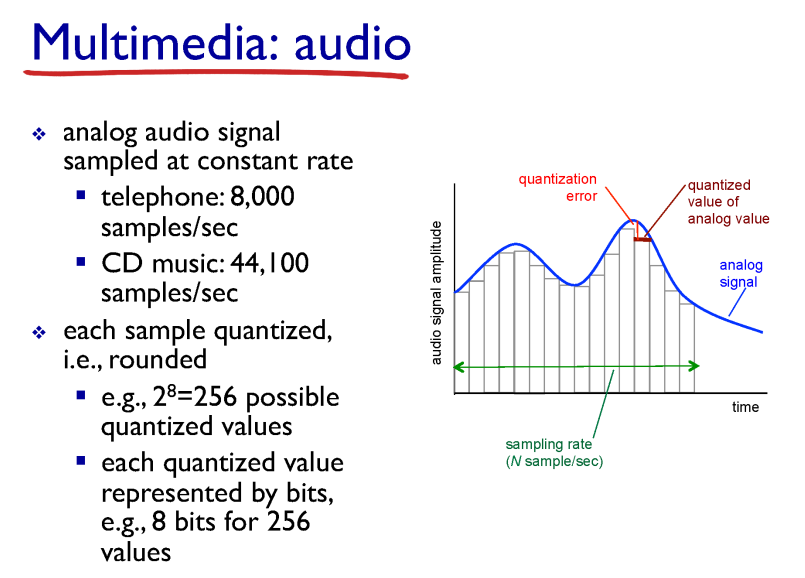 Multimedia: audio
analog audio signal
sampled at constant rate
telephone: 8,000
samples/sec
CD music: 44,100
samples/sec
each sample quantized,
i.e., rounded
e.g., 2⁸=256 possible
quantized values
each quantized value
represented by bits,
e.g., 8 bits for 256
values
quantization
error
quantized
value of
analog value
analog
signal
audio signal amplitude
time
sampling rate
(N sample/sec)